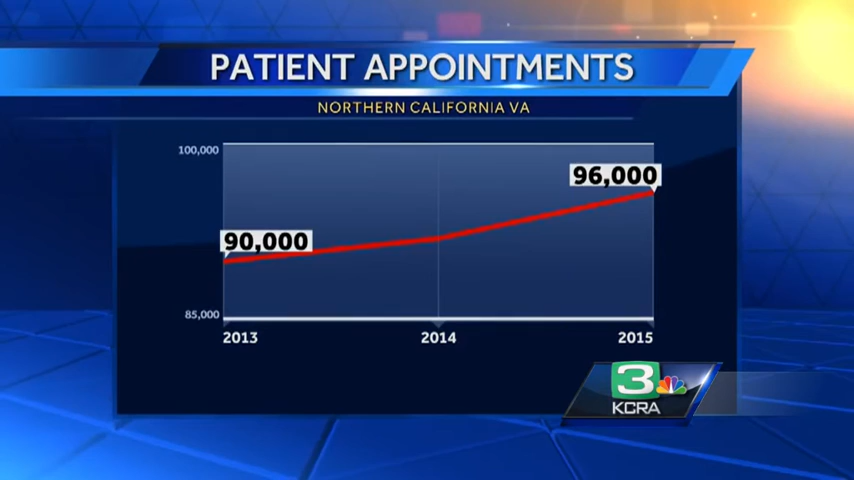 PATIENT APPOINTMENTS
NORTHERN CALIFORNIA VA
100,000
96,000
90,000
85,000
2013 2014 2015
3
KCRA